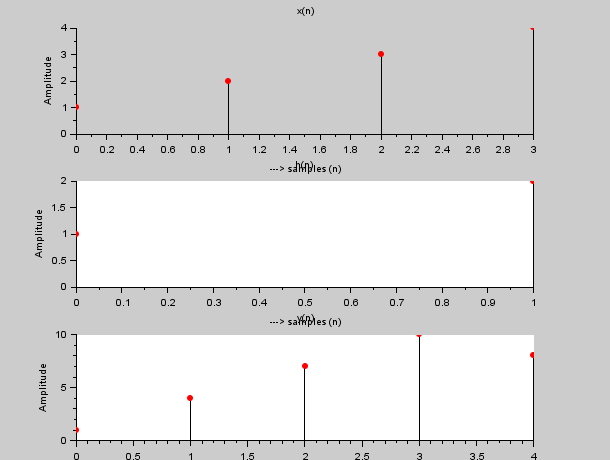 x(n)
Amplitude
4
3
2
1
0
0 0.2 0.4 0.6 0.8 1 1.2 1.4 1.6 1.8 2 2.2 2.4 2.6 2.8 3
---> samples (n)
h(n)
Amplitude
2
1.5
1
0.5
0
0 0.1 0.2 0.3 0.4 0.5 0.6 0.7 0.8 0.9 1
---> samples (n)
y(n)
Amplitude
10
5
0
0 0.5 1 1.5 2 2.5 3 3.5 4